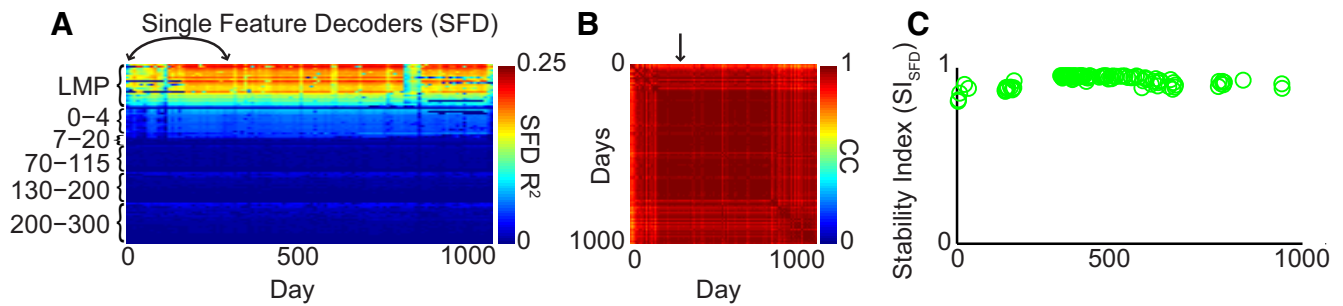 A
Single Feature Decoders (SFD)
LMP
0−4
7−20
70−115
130−200
200−300
0
500
1000
Day
0.25
0
SFD R²
B
0
1000
Days
0
1000
Day
1
0
CC
C
Stability Index (SI_SFD)
1
0
0
500
1000
Day